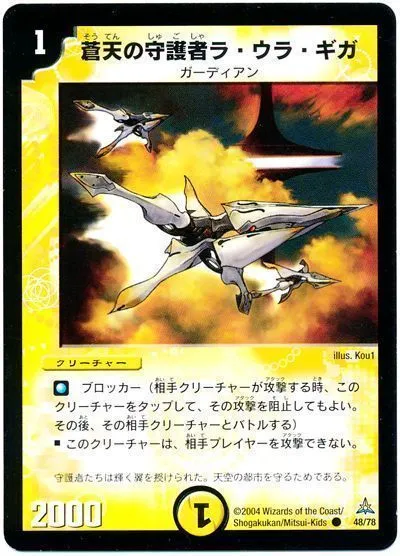 1
蒼天の守護者ラ・ウラ・ギガ
そうてん しゅごしゃ
ガーディアン
illus. Kou1
クリーチャー
ブロッカー（相手クリーチャーが攻撃する時、この
クリーチャーをタップして、その攻撃を阻止してもよい。
その後、その相手クリーチャーとバトルする）
■ このクリーチャーは、相手プレイヤーを攻撃できない。
守護者たちは輝く翼を授けられた。天空の都市を守るためである。
2000
1
©2004 Wizards of the Coast/
Shogakukan/Mitsui-Kids ● 48/78